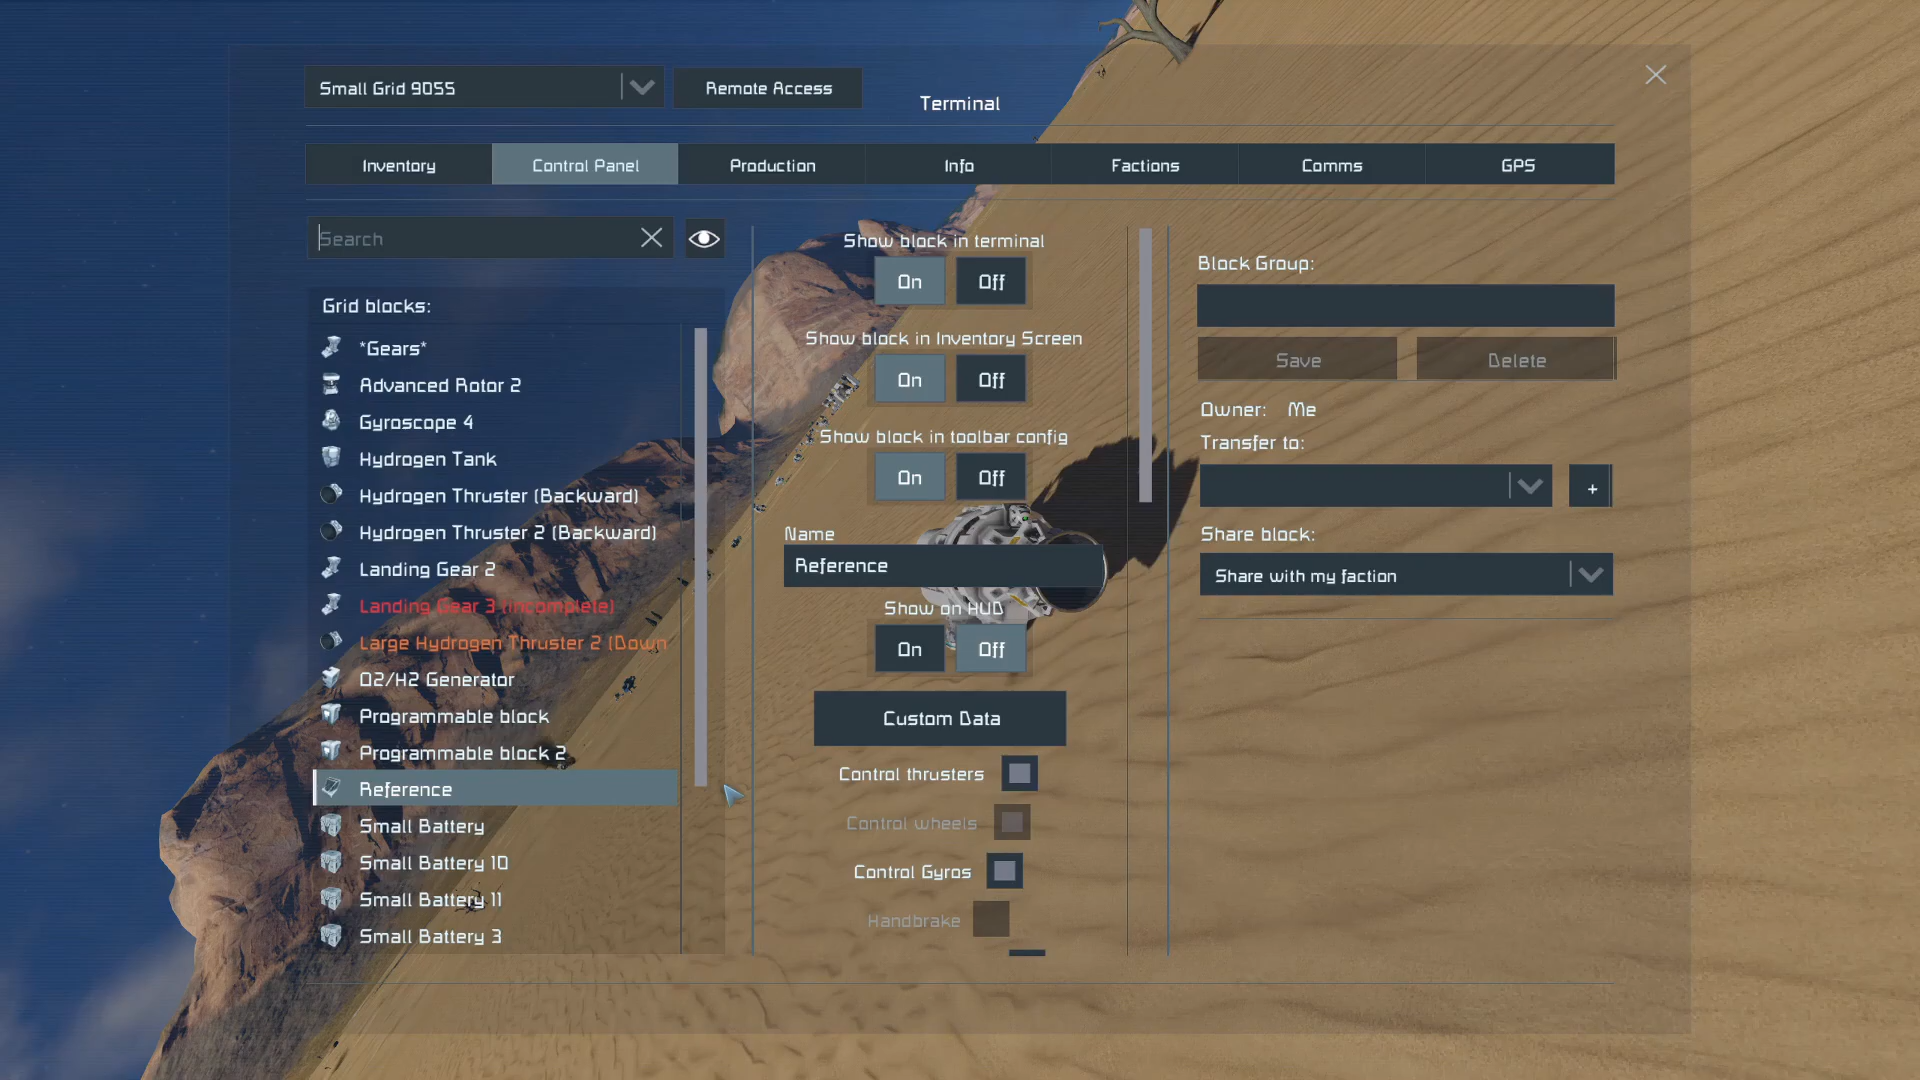 Small Grid 9055
Remote Access
Terminal
Inventory
Control Panel
Production
Info
Factions
Comms
GPS
Search
Grid blocks:
*Gears*
Advanced Rotor 2
Gyroscope 4
Hydrogen Tank
Hydrogen Thruster (Backward)
Hydrogen Thruster 2 (Backward)
Landing Gear 2
Landing Gear 3 (Incomplete)
Large Hydrogen Thruster 2 (Down
O2/H2 Generator
Programmable block
Programmable block 2
Reference
Small Battery
Small Battery 10
Small Battery 11
Small Battery 3
Show block in terminal
On Off
Show block in Inventory Screen
On Off
Show block in toolbar config
On Off
Name
Reference
Show on HUD
On Off
Custom Data
Control thrusters
Control wheels
Control Gyros
Handbrake
Block Group:
Save
Delete
Owner: Me
Transfer to:
+
Share block:
Share with my faction